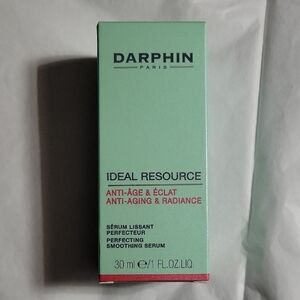 DARPHIN
PARIS
IDEAL RESOURCE
ANTI-ÂGE & ÉCLAT
ANTI-AGING & RADIANCE
SÉRUM LISSANT
PERFECTEUR
PERFECTING
SMOOTHING SERUM
30 ml ℮/1 FL.OZ.LIQ.